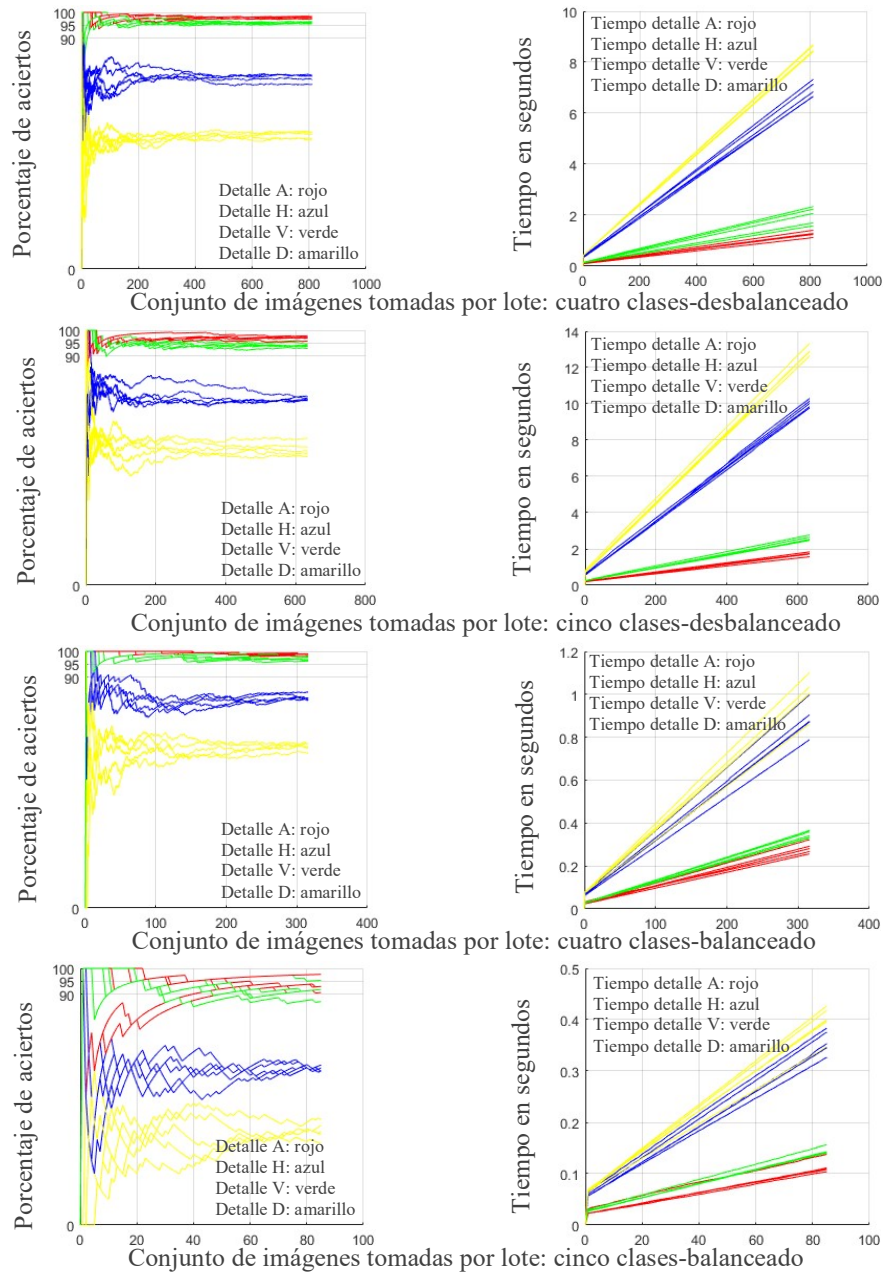 Porcentaje de aciertos
100
95
90
0
Detalle A: rojo
Detalle H: azul
Detalle V: verde
Detalle D: amarillo
0 200 400 600 800 1000
Tiempo en segundos
10
8
6
4
2
0
Tiempo detalle A: rojo
Tiempo detalle H: azul
Tiempo detalle V: verde
Tiempo detalle D: amarillo
0 200 400 600 800 1000
Conjunto de imágenes tomadas por lote: cuatro clases-desbalanceado
Porcentaje de aciertos
100
95
90
0
Detalle A: rojo
Detalle H: azul
Detalle V: verde
Detalle D: amarillo
0 200 400 600 800
Tiempo en segundos
14
12
10
8
6
4
2
0
Tiempo detalle A: rojo
Tiempo detalle H: azul
Tiempo detalle V: verde
Tiempo detalle D: amarillo
0 200 400 600 800
Conjunto de imágenes tomadas por lote: cinco clases-desbalanceado
Porcentaje de aciertos
100
95
90
0
Detalle A: rojo
Detalle H: azul
Detalle V: verde
Detalle D: amarillo
0 100 200 300 400
Tiempo en segundos
1.2
1
0.8
0.6
0.4
0.2
0
Tiempo detalle A: rojo
Tiempo detalle H: azul
Tiempo detalle V: verde
Tiempo detalle D: amarillo
0 100 200 300 400
Conjunto de imágenes tomadas por lote: cuatro clases-balanceado
Porcentaje de aciertos
100
95
90
0
Detalle A: rojo
Detalle H: azul
Detalle V: verde
Detalle D: amarillo
0 20 40 60 80 100
Tiempo en segundos
0.5
0.4
0.3
0.2
0.1
0
Tiempo detalle A: rojo
Tiempo detalle H: azul
Tiempo detalle V: verde
Tiempo detalle D: amarillo
0 20 40 60 80 100
Conjunto de imágenes tomadas por lote: cinco clases-balanceado